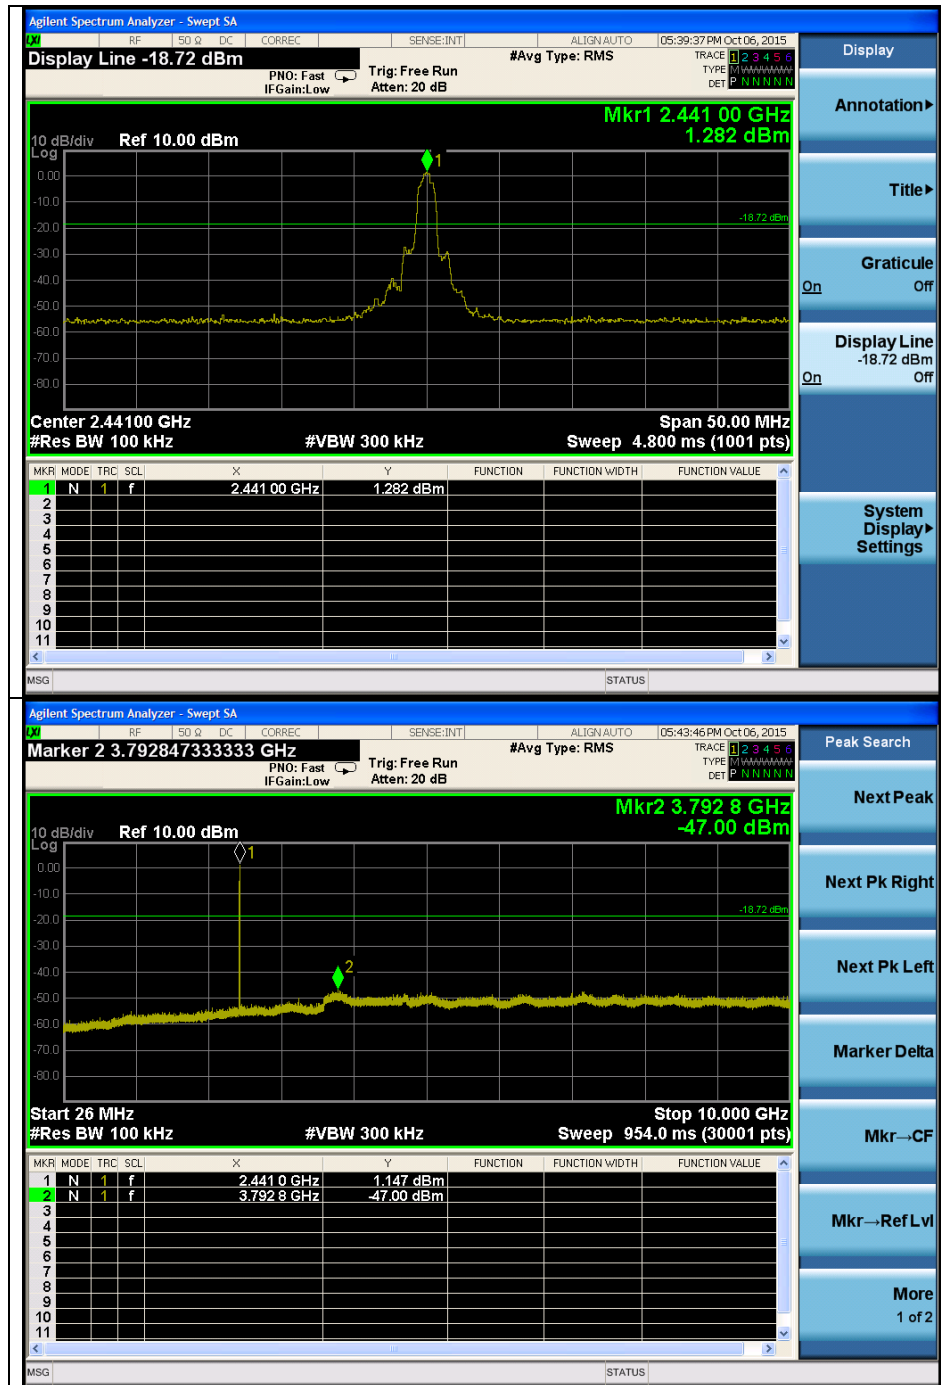 Agilent Spectrum Analyzer - Swept SA
LXI RF 50 Ω DC CORREC SENSE:INT ALIGN AUTO 05:39:37 PM Oct 06, 2015
Display Line -18.72 dBm
#Avg Type: RMS
TRACE 1 2 3 4 5 6
PNO: Fast Trig: Free Run
TYPE M WWWWW
IFGain:Low Atten: 20 dB
DET P N N N N N
Mkr1 2.441 00 GHz
1.282 dBm
10 dB/div Ref 10.00 dBm
Log
1
0.00
-10.0
-18.72 dBm
-20.0
-30.0
-40.0
-50.0
-60.0
-70.0
-80.0
Center 2.44100 GHz Span 50.00 MHz
#Res BW 100 kHz #VBW 300 kHz Sweep 4.800 ms (1001 pts)
MKR MODE TRC SCL X Y FUNCTION FUNCTION WIDTH FUNCTION VALUE
1 N 1 f 2.441 00 GHz 1.282 dBm
2
3
4
5
6
7
8
9
10
11
MSG STATUS
Display
Annotation
Title
Graticule
On Off
Display Line
-18.72 dBm
On Off
System
Display
Settings
Agilent Spectrum Analyzer - Swept SA
LXI RF 50 Ω DC CORREC SENSE:INT ALIGN AUTO 05:43:46 PM Oct 06, 2015
Marker 2 3.792847333333 GHz
#Avg Type: RMS
TRACE 1 2 3 4 5 6
PNO: Fast Trig: Free Run
TYPE M WWWWW
IFGain:Low Atten: 20 dB
DET P N N N N N
Mkr2 3.792 8 GHz
-47.00 dBm
10 dB/div Ref 10.00 dBm
Log
1
0.00
-10.0
-18.72 dBm
-20.0
-30.0
2
-40.0
-50.0
-60.0
-70.0
-80.0
Start 26 MHz Stop 10.000 GHz
#Res BW 100 kHz #VBW 300 kHz Sweep 954.0 ms (30001 pts)
MKR MODE TRC SCL X Y FUNCTION FUNCTION WIDTH FUNCTION VALUE
1 N 1 f 2.441 0 GHz 1.147 dBm
2 N 1 f 3.792 8 GHz -47.00 dBm
3
4
5
6
7
8
9
10
11
MSG STATUS
Peak Search
Next Peak
Next Pk Right
Next Pk Left
Marker Delta
Mkr→CF
Mkr→Ref Lvl
More
1 of 2